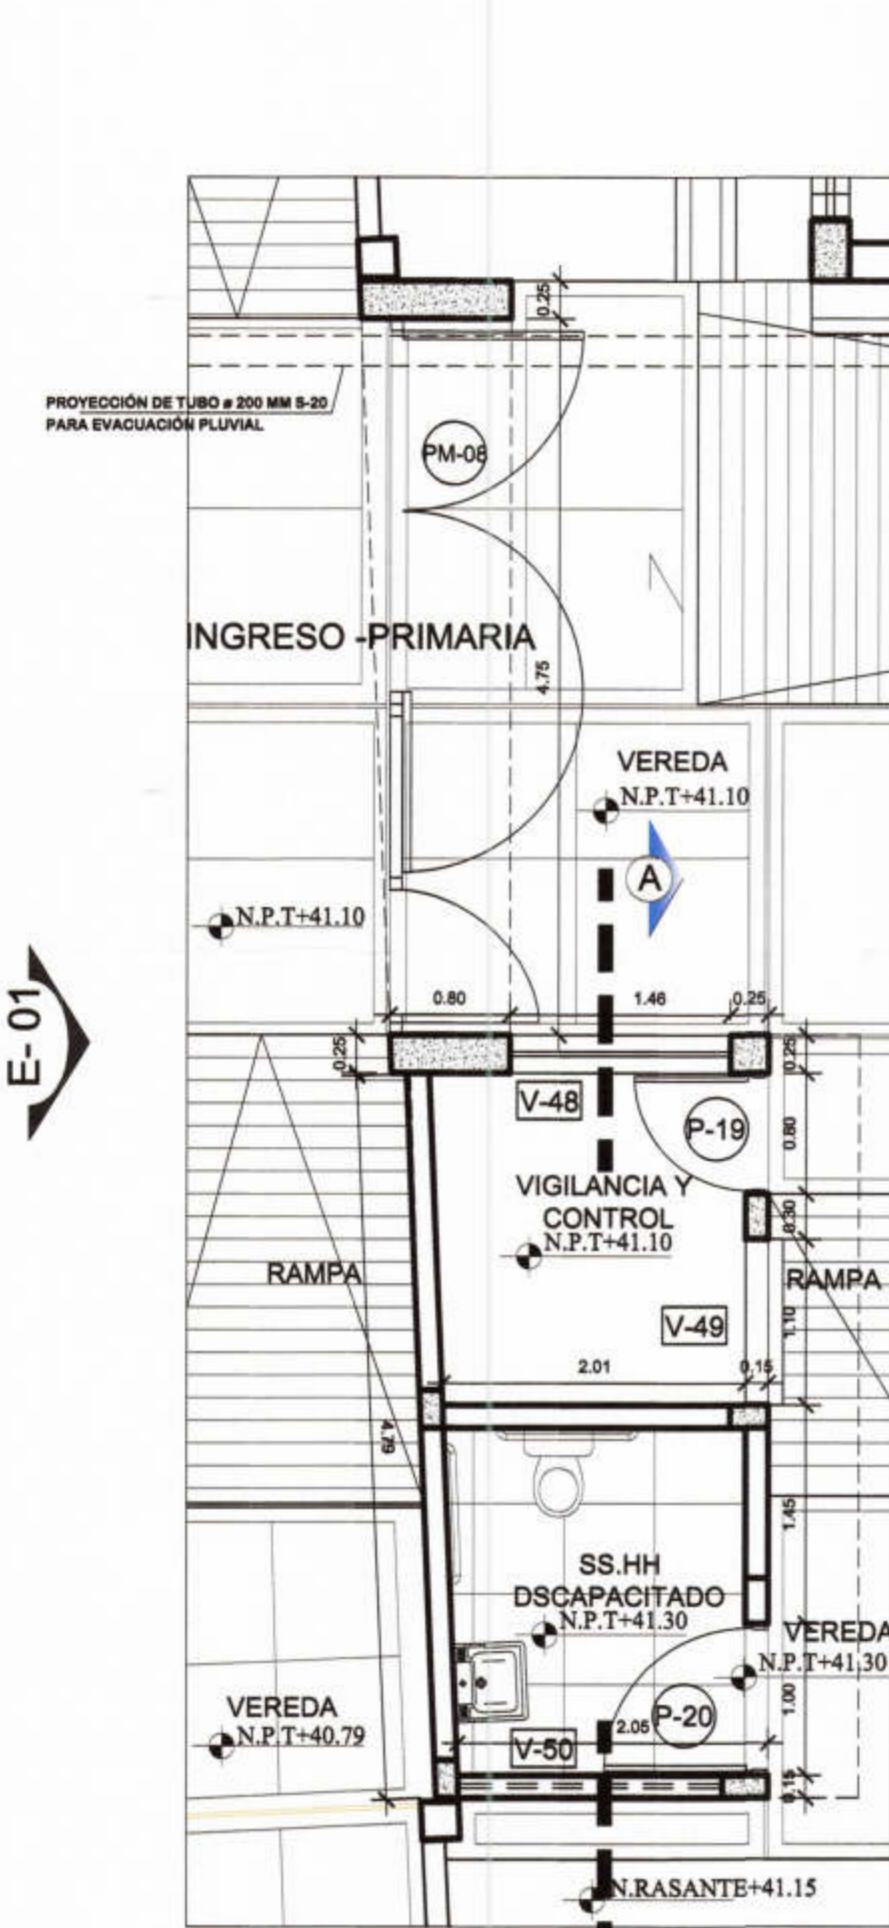 0.25
PROYECCIÓN DE TUBO ø 200 MM S-20
PARA EVACUACIÓN PLUVIAL
PM-08
INGRESO -PRIMARIA
4.75
VEREDA
N.P.T+41.10
A
N.P.T+41.10
E- 01
0.80
1.46
0.25
0.25
0.25
V-48
P-19
0.80
VIGILANCIA Y
CONTROL
N.P.T+41.10
0.30
RAMPA
RAMPA
V-49
1.10
2.01
0.15
4.79
1.45
SS.HH
DSCAPACITADO
N.P.T+41.30
VEREDA
N.P.T+41.30
VEREDA
N.P.T+40.79
1.00
2.05
P-20
V-50
0.15
N.RASANTE+41.15